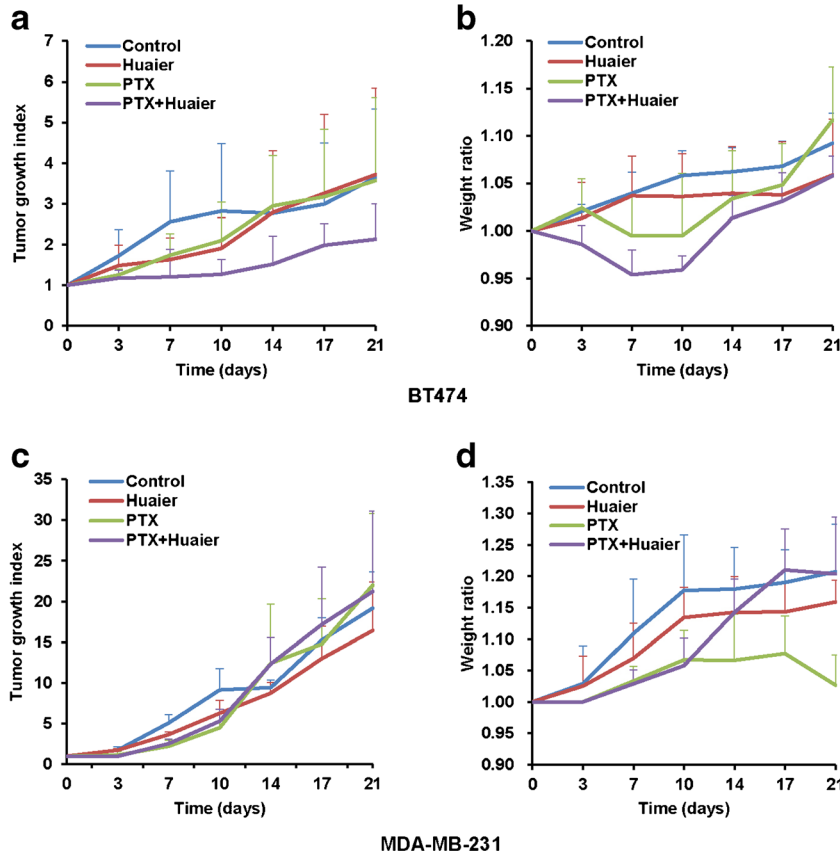 a
Tumor growth index
7
6
5
4
3
2
1
0
Control
Huaier
PTX
PTX+Huaier
0 3 7 10 14 17 21
Time (days)
b
Weight ratio
1.20
1.15
1.10
1.05
1.00
0.95
0.90
Control
Huaier
PTX
PTX+Huaier
0 3 7 10 14 17 21
Time (days)
BT474
c
Tumor growth index
35
30
25
20
15
10
5
0
Control
Huaier
PTX
PTX+Huaier
0 3 7 10 14 17 21
Time (days)
d
Weight ratio
1.35
1.30
1.25
1.20
1.15
1.10
1.05
1.00
0.95
0.90
Control
Huaier
PTX
PTX+Huaier
0 3 7 10 14 17 21
Time (days)
MDA-MB-231